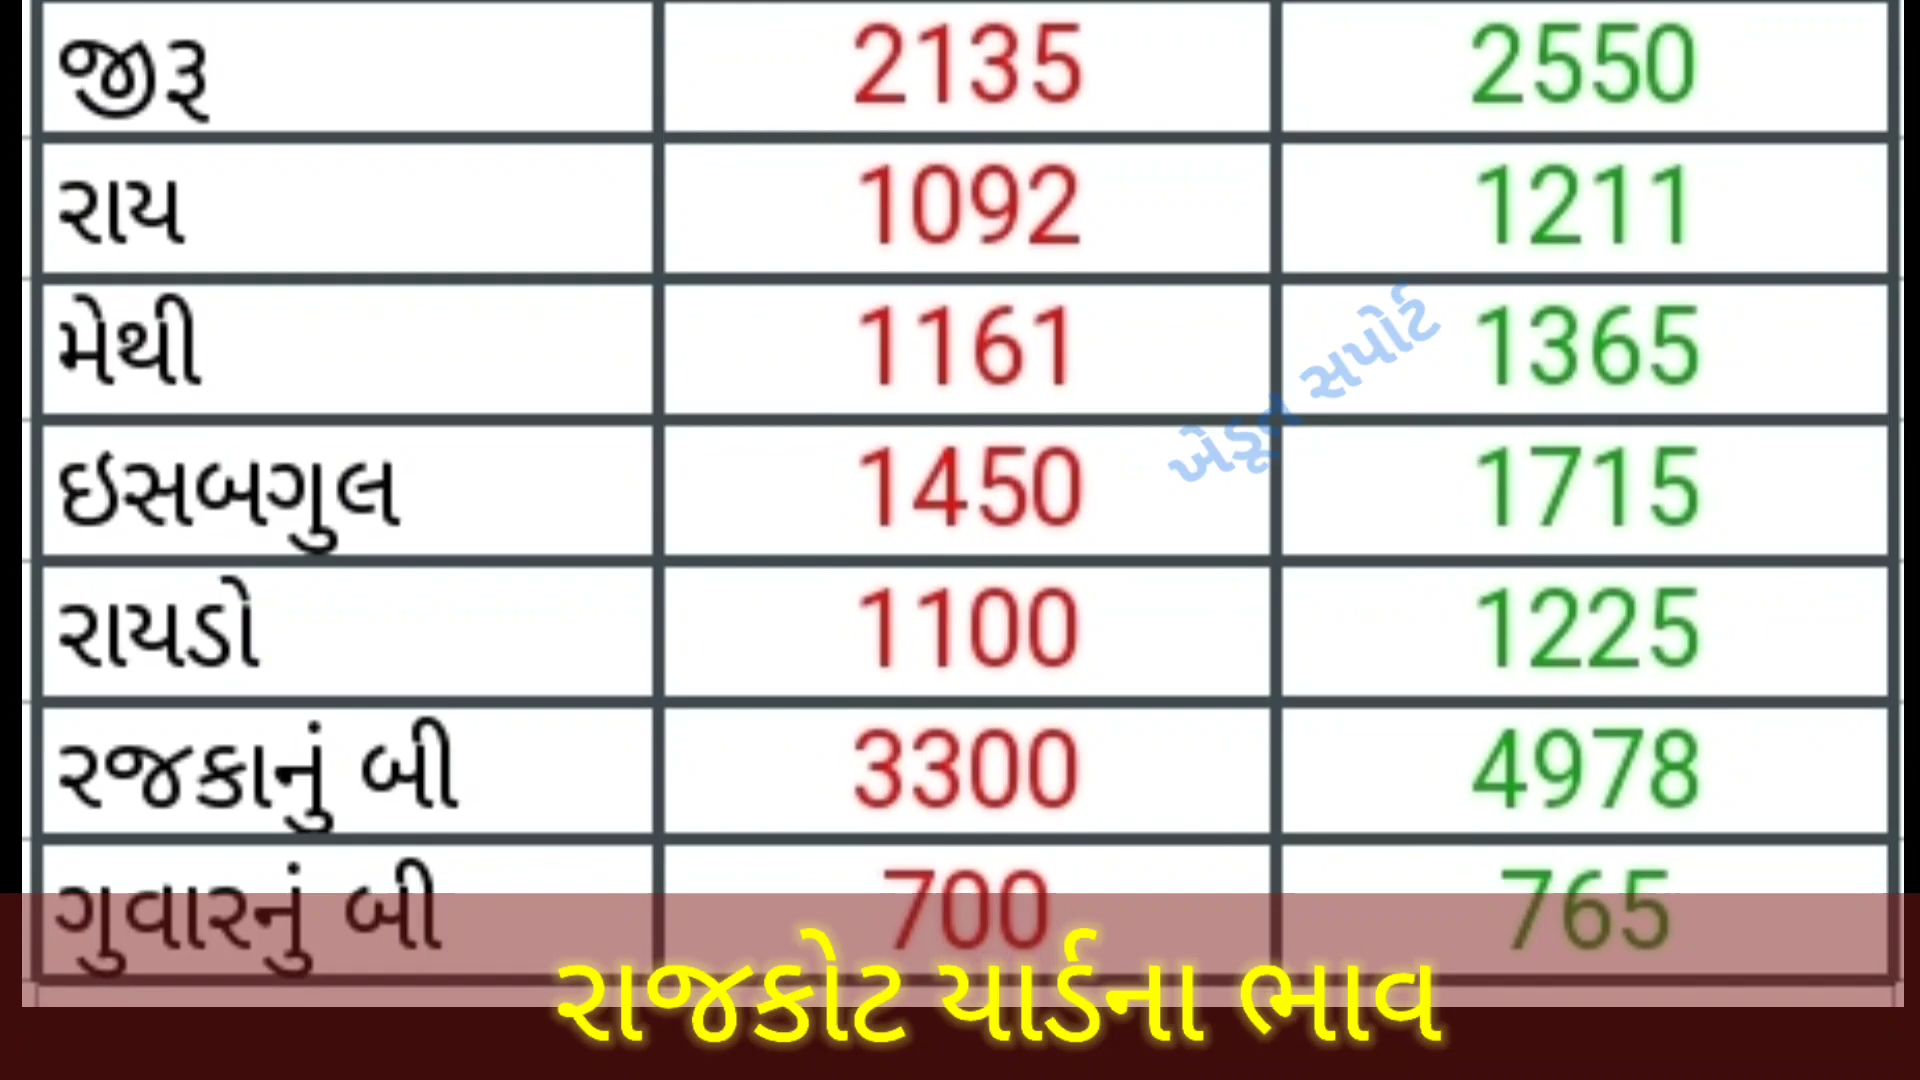 જીરૂ 2135 2550
રાય 1092 1211
મેથી 1161 1365
ખેડૂત સપોર્ટ
ઇસબગુલ 1450 1715
રાયડો 1100 1225
રજકાનું બી 3300 4978
ગુવારનું બી 700 765
રાજકોટ યાર્ડના ભાવ